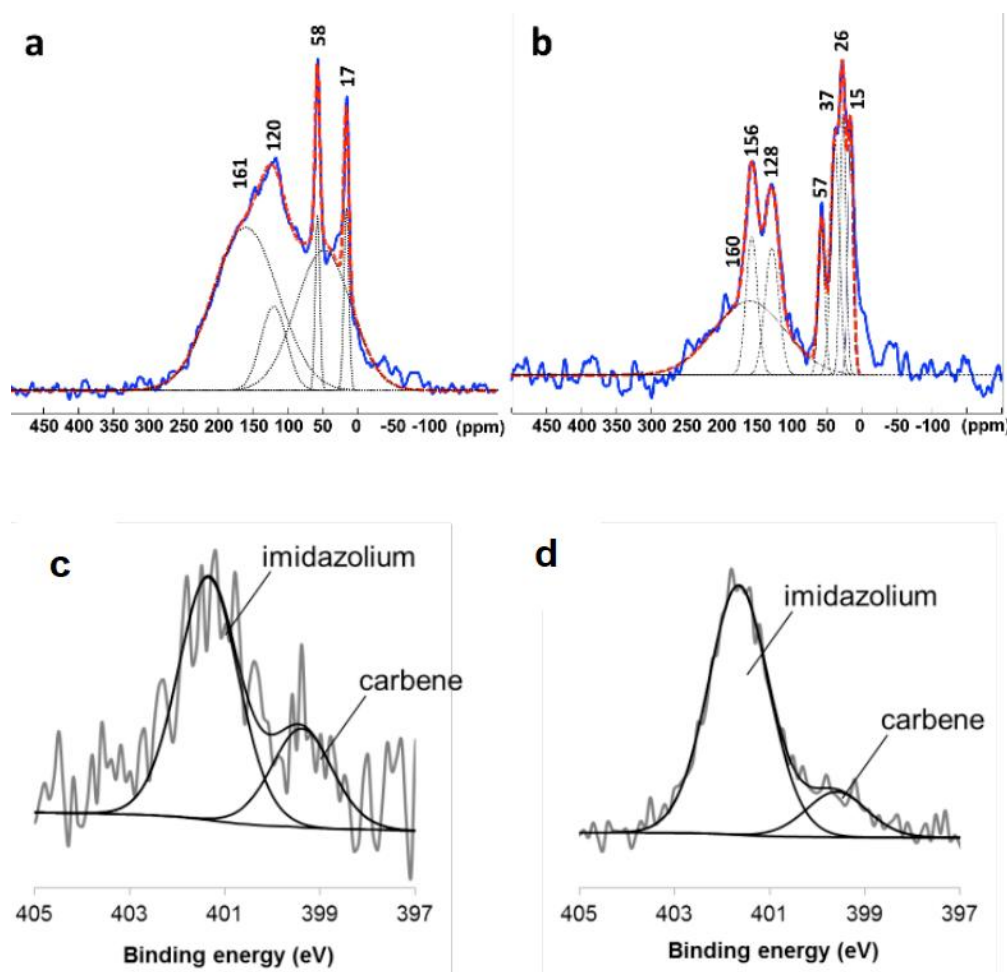 a
58
17
120
161
450 400 350 300 250 200 150 100 50 0 -50 -100 (ppm)
b
26
37
15
156
128
57
160
450 400 350 300 250 200 150 100 50 0 -50 -100 (ppm)
c
imidazolium
carbene
405 403 401 399 397
Binding energy (eV)
d
imidazolium
carbene
405 403 401 399 397
Binding energy (eV)